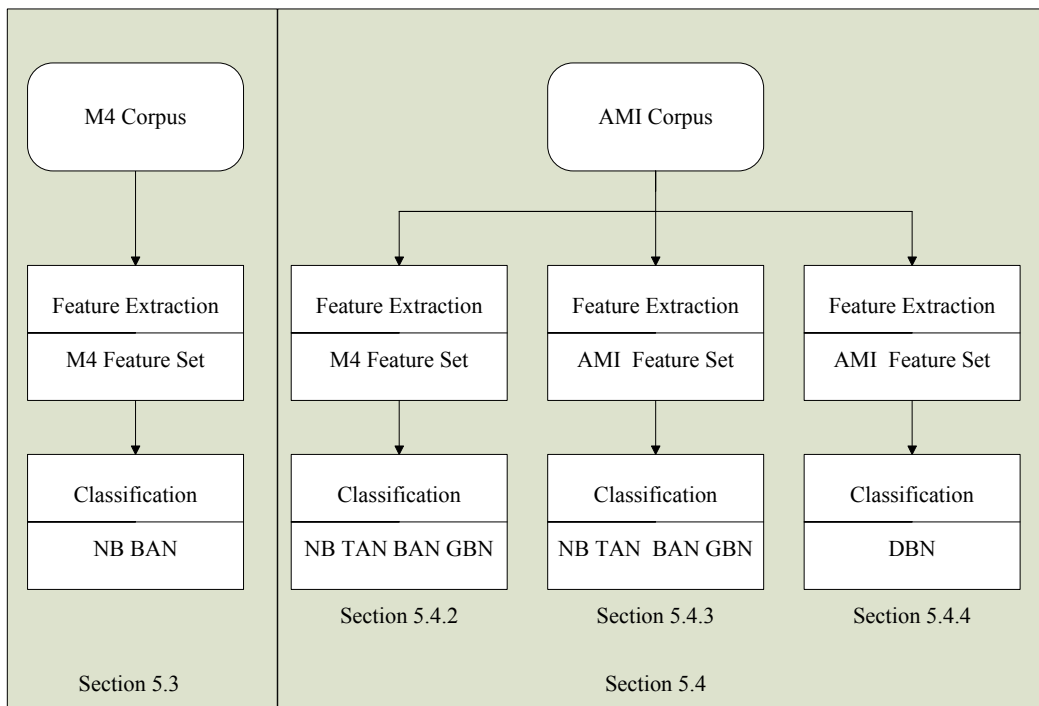 M4 Corpus
AMI Corpus
Feature Extraction
M4 Feature Set
Feature Extraction
M4 Feature Set
Feature Extraction
AMI Feature Set
Feature Extraction
AMI Feature Set
Classification
NB BAN
Classification
NB TAN BAN GBN
Classification
NB TAN BAN GBN
Classification
DBN
Section 5.4.2
Section 5.4.3
Section 5.4.4
Section 5.3
Section 5.4